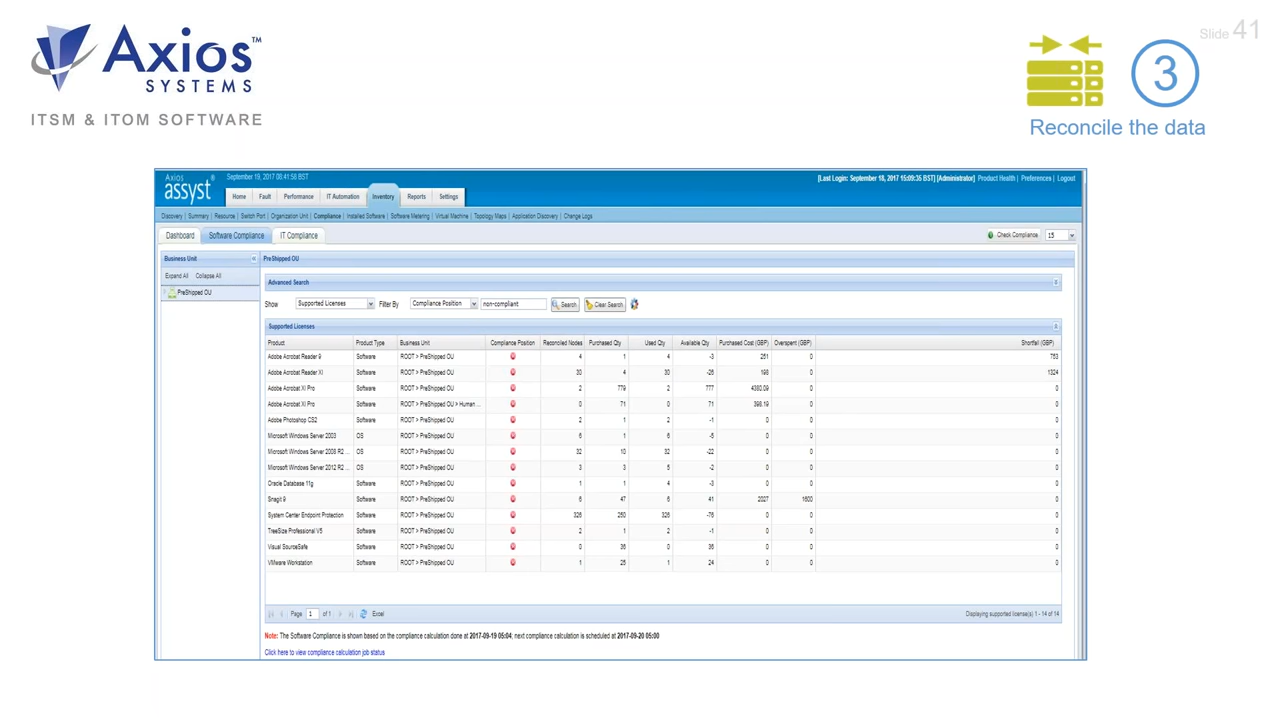 Axios™
SYSTEMS
ITSM & ITOM SOFTWARE
Slide 41
3
Reconcile the data
Axios
assyst®
September 19, 2017 08:41:58 BST
[Last Login: September 18, 2017 15:09:35 BST] [Administrator] Product Health | Preferences | Logout
Home Fault Performance IT Automation Inventory Reports Settings
Discovery | Summary | Resource | Switch Port | Organization Unit | Compliance | Installed Software | Software Metering | Virtual Machine | Topology Maps | Application Discovery | Change Logs
Dashboard Software Compliance IT Compliance Check Compliance 15
Business Unit « PreShipped OU
Expand All Collapse All
PreShipped OU
Advanced Search
Show Supported Licenses Filter By Compliance Position non-compliant Search Clear Search
Supported Licenses
Product Product Type Business Unit Compliance Position Reconciled Nodes Purchased Qty Used Qty Available Qty Purchased Cost (GBP) Overspent (GBP) Shortfall (GBP)
Adobe Acrobat Reader 9 Software ROOT > PreShipped OU 4 1 4 -3 251 0 753
Adobe Acrobat Reader XI Software ROOT > PreShipped OU 30 4 30 -26 198 0 1324
Adobe Acrobat XI Pro Software ROOT > PreShipped OU 2 779 2 777 4380.09 0 0
Adobe Acrobat XI Pro Software ROOT > PreShipped OU > Human ... 0 71 0 71 398.19 0 0
Adobe Photoshop CS2 Software ROOT > PreShipped OU 2 1 2 -1 0 0 0
Microsoft Windows Server 2003 OS ROOT > PreShipped OU 6 1 6 -5 0 0 0
Microsoft Windows Server 2008 R2 ... OS ROOT > PreShipped OU 32 10 32 -22 0 0 0
Microsoft Windows Server 2012 R2 ... OS ROOT > PreShipped OU 3 3 5 -2 0 0 0
Oracle Database 11g Software ROOT > PreShipped OU 1 1 4 -3 0 0 0
Snagit 9 Software ROOT > PreShipped OU 6 47 6 41 2027 1600 0
System Center Endpoint Protection Software ROOT > PreShipped OU 326 250 326 -76 0 0 0
TreeSize Professional V5 Software ROOT > PreShipped OU 2 1 2 -1 0 0 0
Visual SourceSafe Software ROOT > PreShipped OU 0 36 0 36 0 0 0
VMware Workstation Software ROOT > PreShipped OU 1 25 1 24 0 0 0
Page 1 of 1 Excel Displaying supported license(s) 1 - 14 of 14
Note: The Software Compliance is shown based on the compliance calculation done at 2017-09-19 05:04; next compliance calculation is scheduled at 2017-09-20 05:00
Click here to view compliance calculation job status